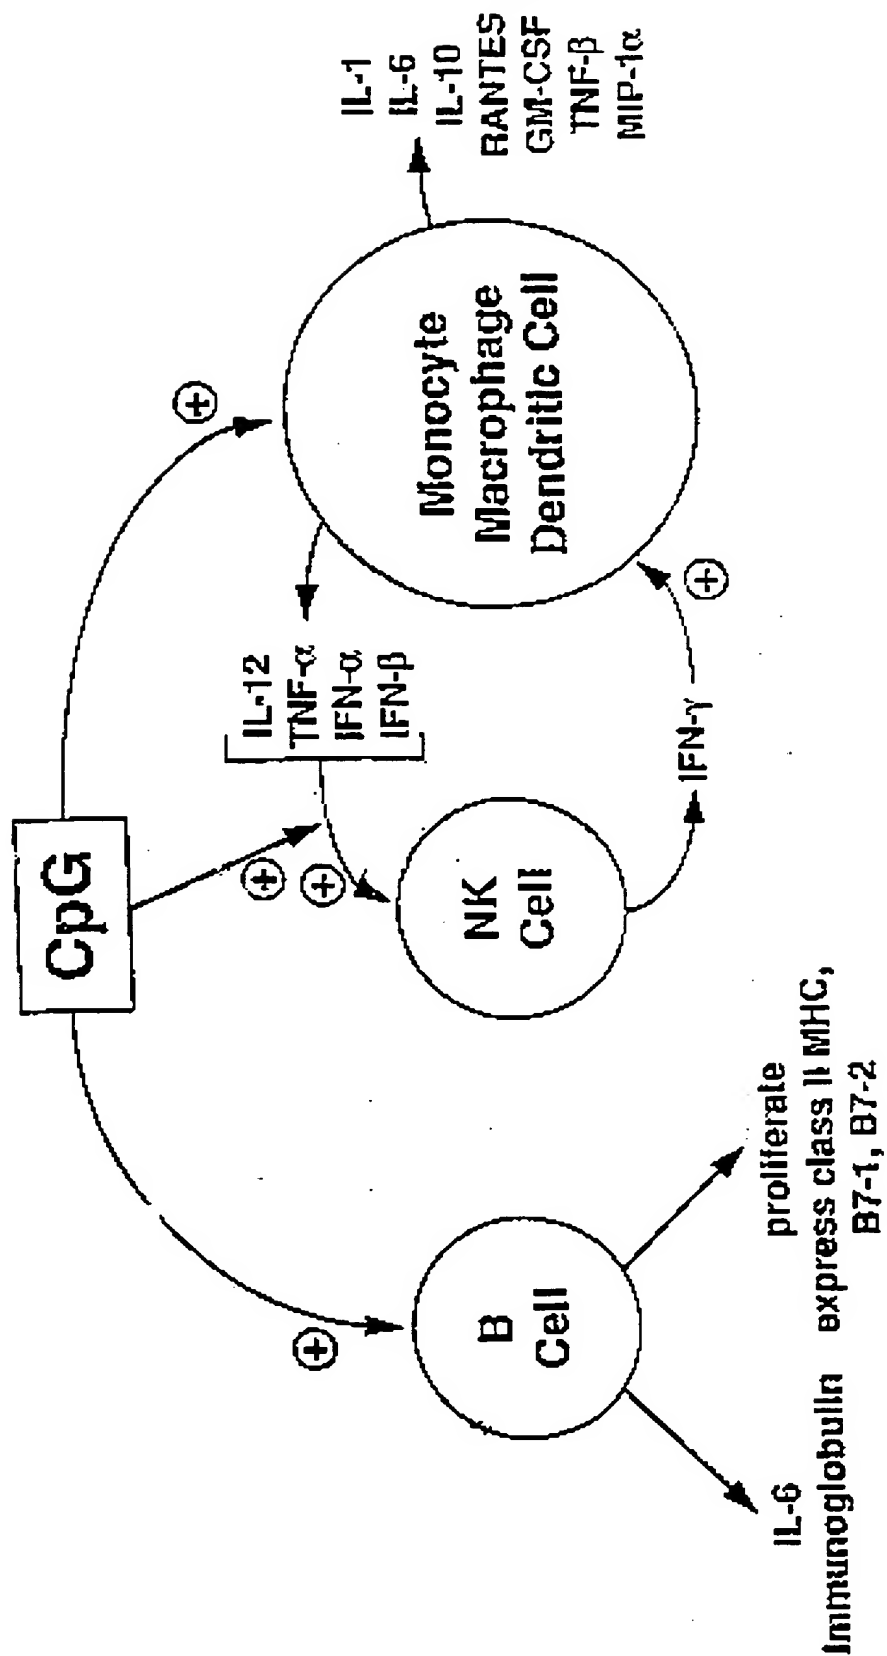 CpG
+
+
+
+
IL-12
TNF-α
IFN-α
IFN-β
IL-1
IL-6
IL-10
RANTES
GM-CSF
TNF-β
MIP-1α
B
Cell
NK
Cell
Monocyte
Macrophage
Dendritic Cell
IFN-γ
+
IL-6
Immunoglobulin
proliferate
express class II MHC,
B7-1, B7-2